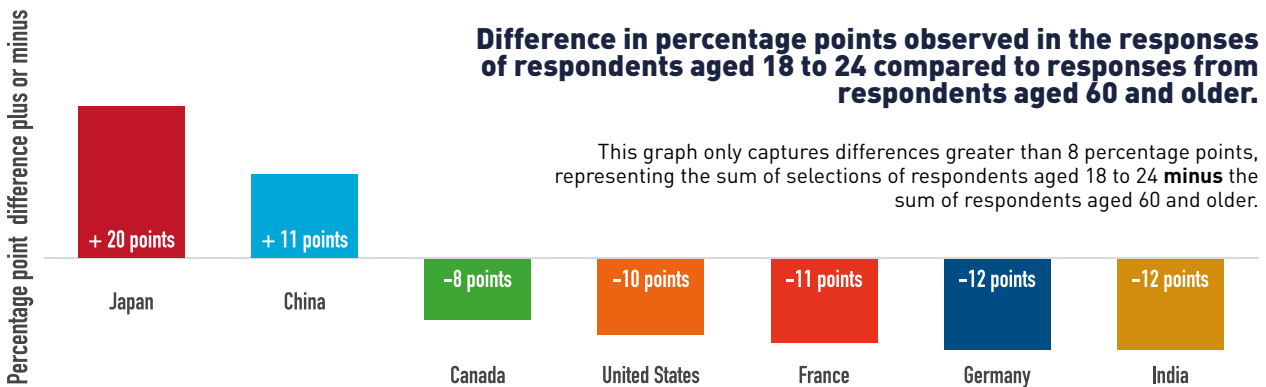 Difference in percentage points observed in the responses
of respondents aged 18 to 24 compared to responses from
respondents aged 60 and older.
This graph only captures differences greater than 8 percentage points,
representing the sum of selections of respondents aged 18 to 24 minus the
sum of respondents aged 60 and older.
Percentage point difference plus or minus
+ 20 points
+ 11 points
-8 points
-10 points
-11 points
-12 points
-12 points
Japan
China
Canada
United States
France
Germany
India